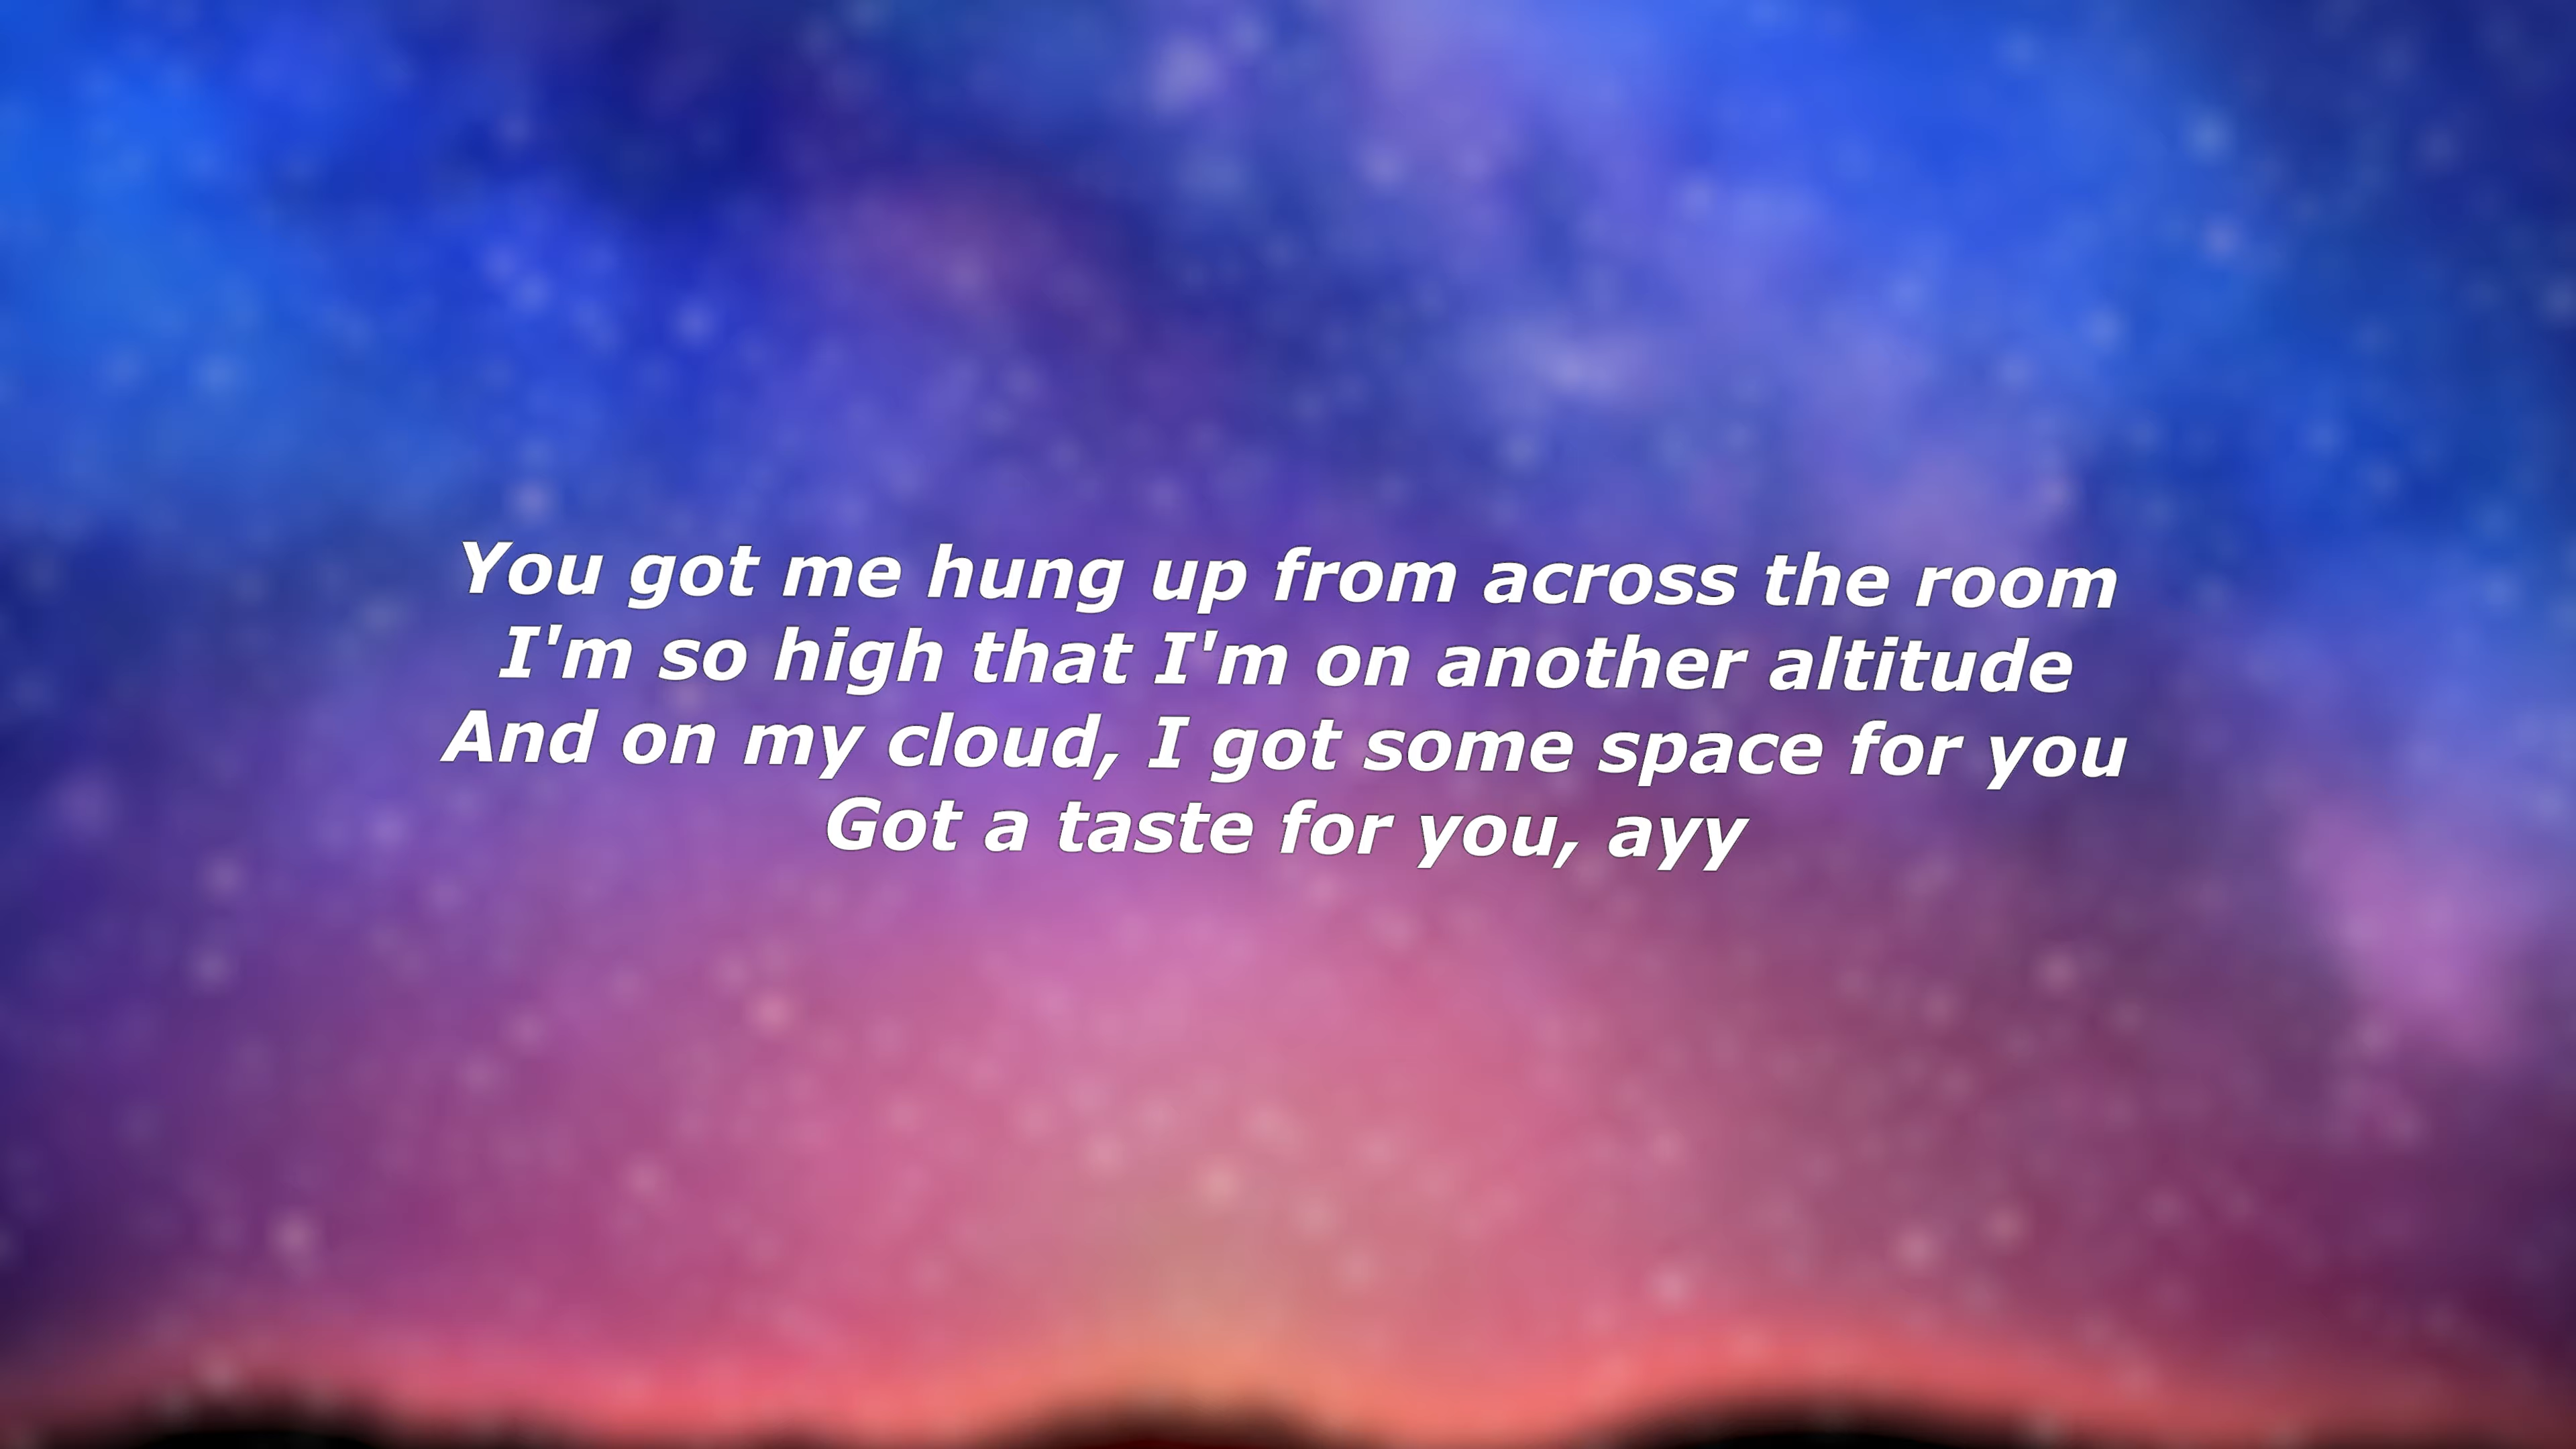 You got me hung up from across the room
I'm so high that I'm on another altitude
And on my cloud, I got some space for you
Got a taste for you, ayy